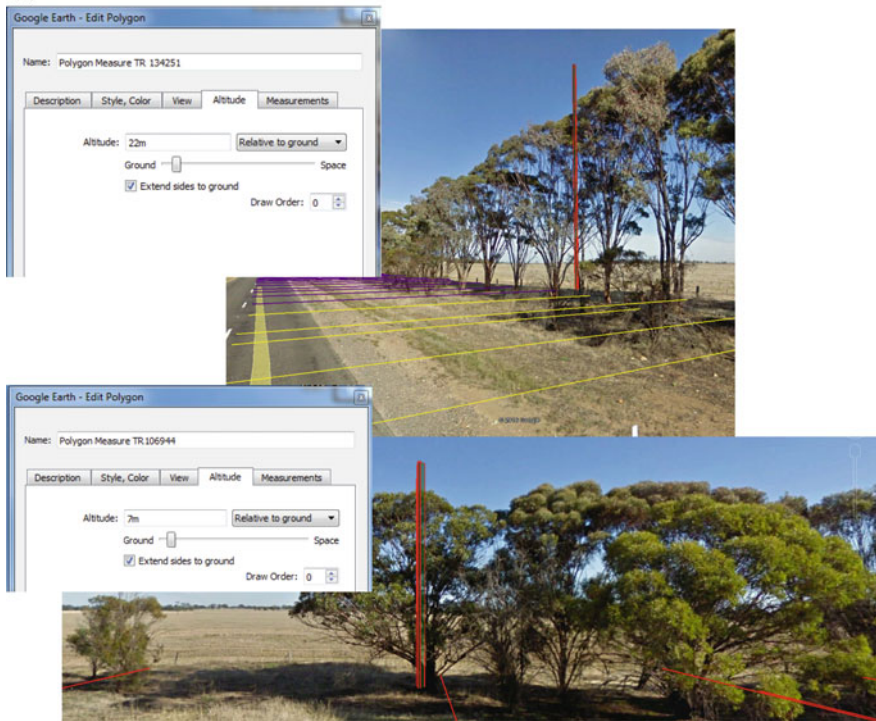 Google Earth - Edit Polygon
Name: Polygon Measure TR 134251
Description Style, Color View Altitude Measurements
Altitude: 22m Relative to ground
Ground Space
Extend sides to ground
Draw Order: 0
Google Earth - Edit Polygon
Name: Polygon Measure TR106944
Description Style, Color View Altitude Measurements
Altitude: 7m Relative to ground
Ground Space
Extend sides to ground
Draw Order: 0